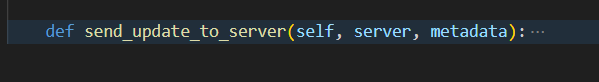 def send_update_to_server(self, server, metadata):···